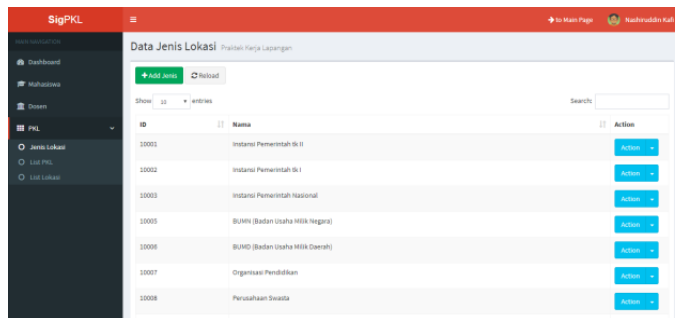 SigPKL
to Main Page Nashiruddin Kafi
MAIN NAVIGATION
Dashboard
Mahasiswa
Dosen
PKL
Jenis Lokasi
List PKL
List Lokasi
Data Jenis Lokasi Praktek Kerja Lapangan
Add Jenis Reload
Show 10 entries Search:
ID Nama Action
10001 Instansi Pemerintah tk II Action
10002 Instansi Pemerintah tk I Action
10003 Instansi Pemerintah Nasional Action
10005 BUMN (Badan Usaha Milik Negara) Action
10006 BUMD (Badan Usaha Milik Daerah) Action
10007 Organisasi Pendidikan Action
10008 Perusahaan Swasta Action